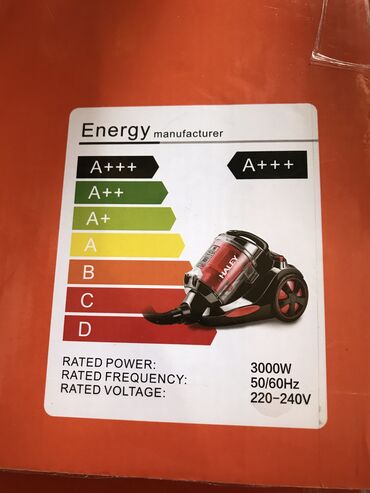 Energy manufacturer
A+++ A+++
A++
A+
A
B
C
D
HALEY
RATED POWER: 3000W
RATED FREQUENCY: 50/60Hz
RATED VOLTAGE: 220-240V